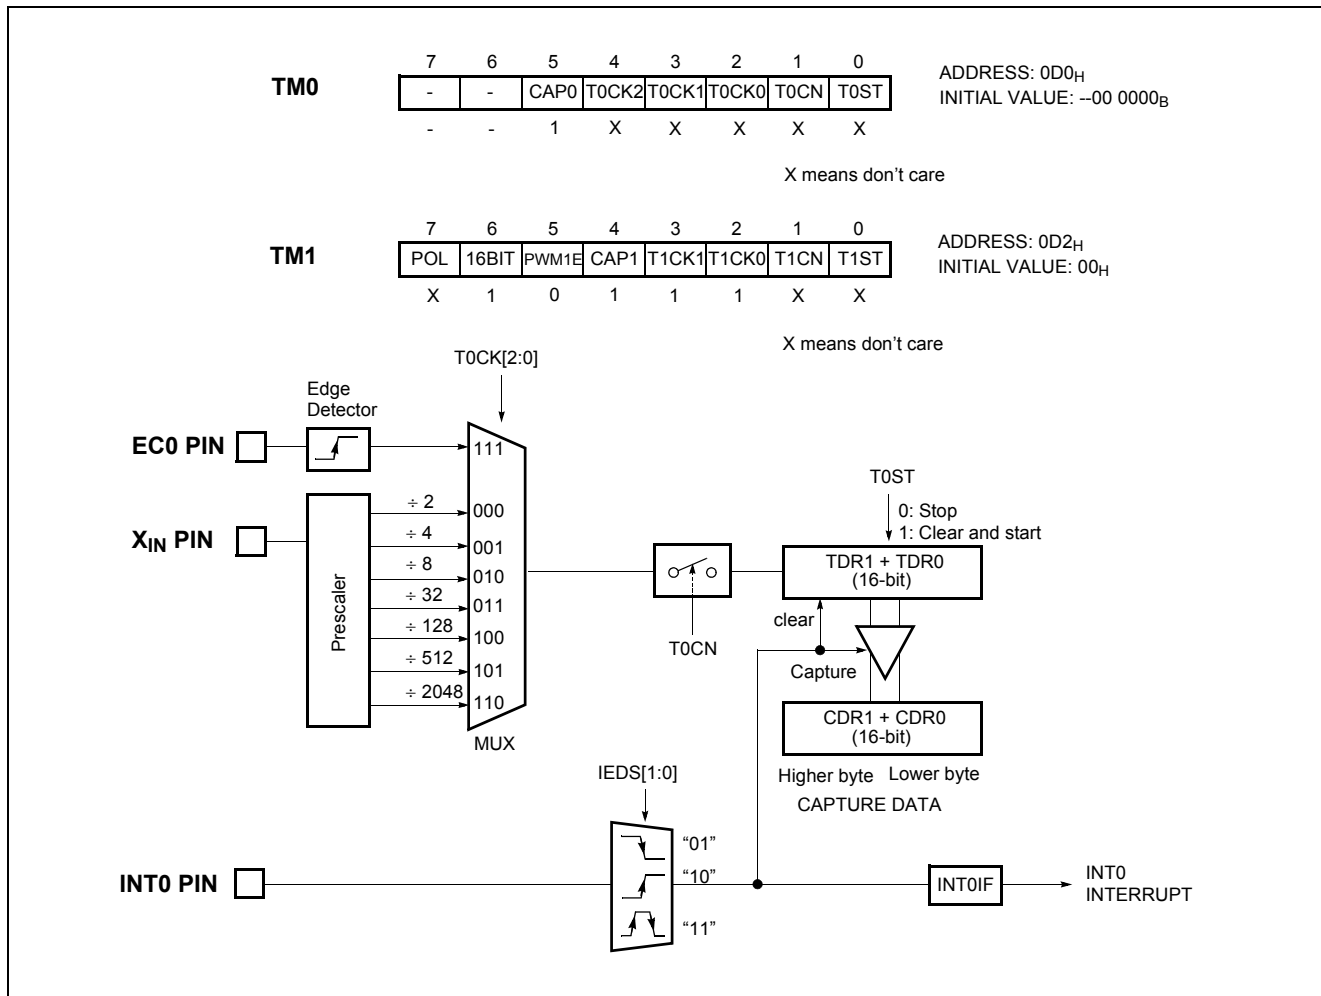 7 6 5 4 3 2 1 0
TM0
- - CAP0 T0CK2 T0CK1 T0CK0 T0CN T0ST
ADDRESS: 0D0H
INITIAL VALUE: --00 0000B
- - 1 X X X X X
X means don't care
7 6 5 4 3 2 1 0
TM1
POL 16BIT PWM1E CAP1 T1CK1 T1CK0 T1CN T1ST
ADDRESS: 0D2H
INITIAL VALUE: 00H
X 1 0 1 1 1 X X
X means don't care
T0CK[2:0]
Edge
Detector
EC0 PIN
111
T0ST
0: Stop
1: Clear and start
XIN PIN
Prescaler
÷ 2 000
÷ 4 001
÷ 8 010
÷ 32 011
÷ 128 100
÷ 512 101
÷ 2048 110
MUX
T0CN
TDR1 + TDR0
(16-bit)
clear
Capture
CDR1 + CDR0
(16-bit)
Higher byte Lower byte
CAPTURE DATA
IEDS[1:0]
INT0 PIN
“01”
“10”
“11”
INT0IF
INT0
INTERRUPT